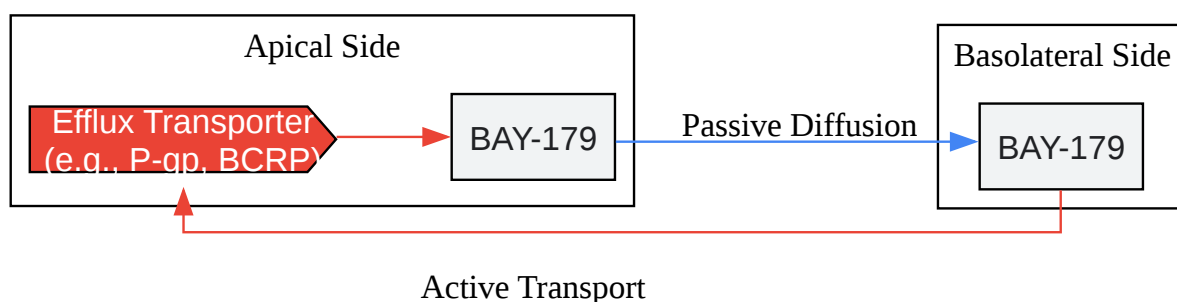 Apical Side
Basolateral Side
Efflux Transporter
(e.g., P-gp, BCRP)
BAY-179
Passive Diffusion
BAY-179
Active Transport